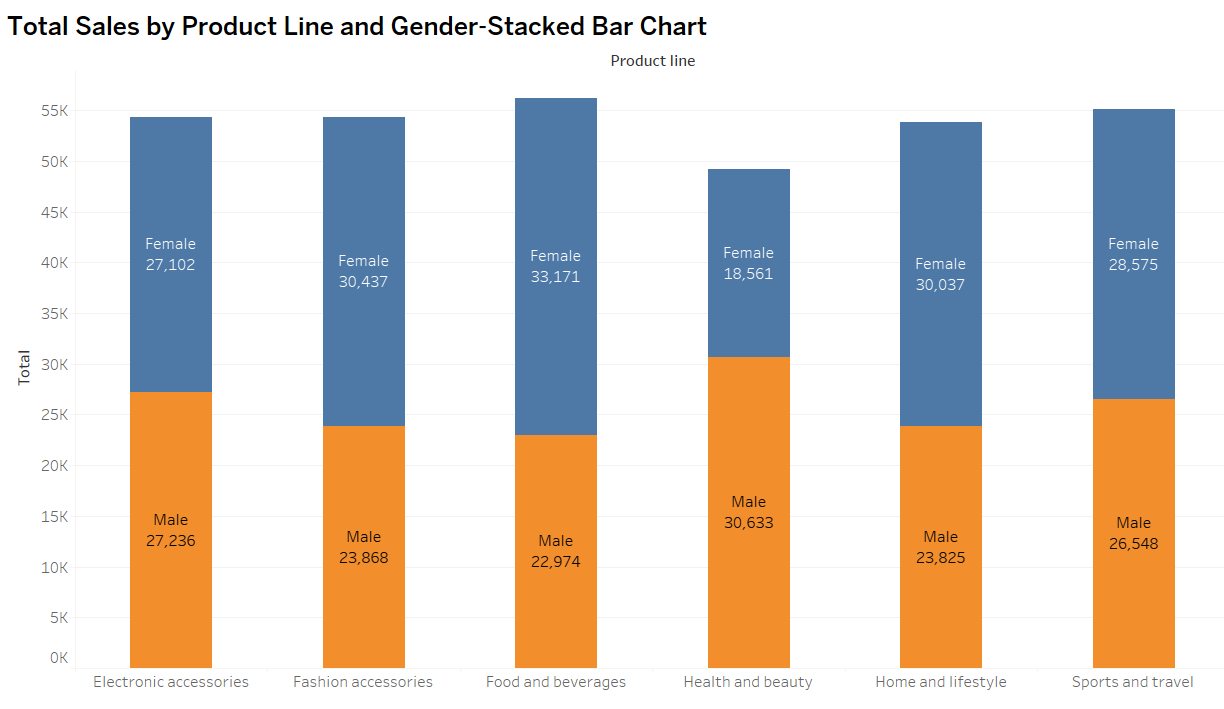 Total Sales by Product Line and Gender-Stacked Bar Chart
Product line
Total
55K
50K
45K
40K
35K
30K
25K
20K
15K
10K
5K
0K
Female
27,102
Male
27,236
Female
30,437
Male
23,868
Female
33,171
Male
22,974
Female
18,561
Male
30,633
Female
30,037
Male
23,825
Female
28,575
Male
26,548
Electronic accessories
Fashion accessories
Food and beverages
Health and beauty
Home and lifestyle
Sports and travel